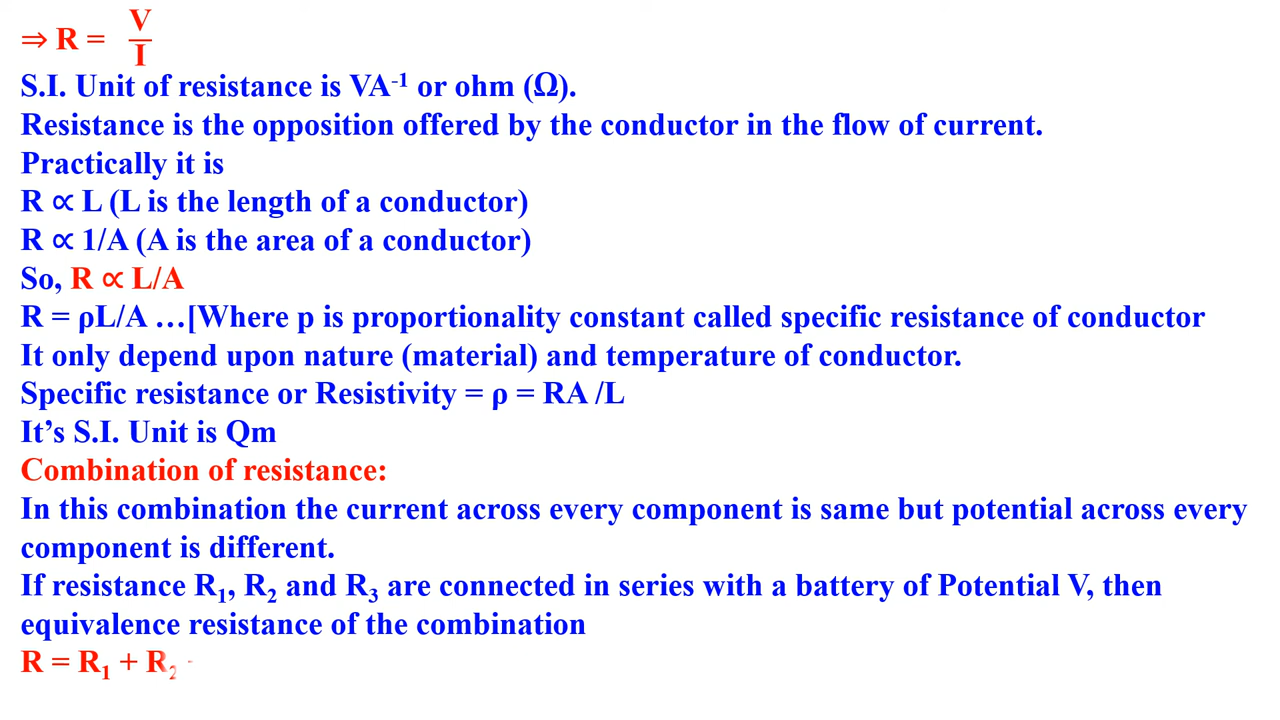 ⇒ R = V/I
S.I. Unit of resistance is VA⁻¹ or ohm (Ω).
Resistance is the opposition offered by the conductor in the flow of current.
Practically it is
R ∝ L (L is the length of a conductor)
R ∝ 1/A (A is the area of a conductor)
So, R ∝ L/A
R = ρL/A …[Where p is proportionality constant called specific resistance of conductor
It only depend upon nature (material) and temperature of conductor.
Specific resistance or Resistivity = ρ = RA /L
It’s S.I. Unit is Qm
Combination of resistance:
In this combination the current across every component is same but potential across every
component is different.
If resistance R₁, R₂ and R₃ are connected in series with a battery of Potential V, then
equivalence resistance of the combination
R = R₁ + R₂